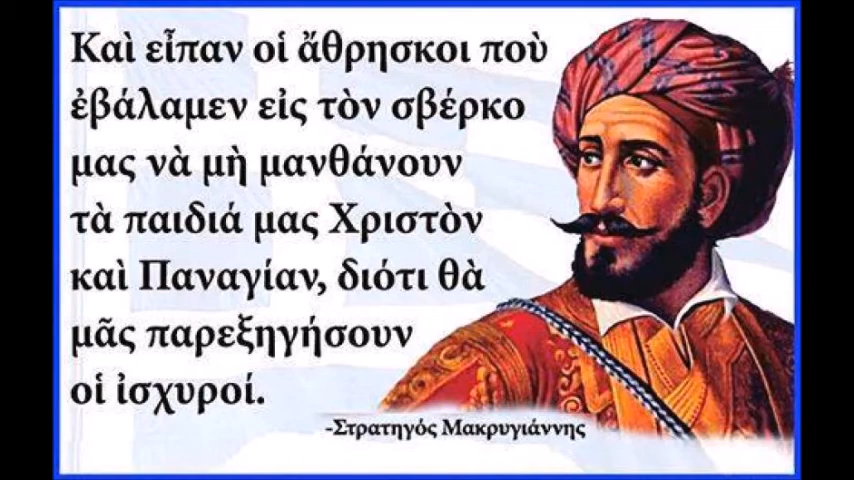 Καὶ εἶπαν οἱ ἄθρησκοι ποὺ
ἐβάλαμεν εἰς τὸν σβέρκο
μας νὰ μὴ μανθάνουν
τὰ παιδιά μας Χριστὸν
καὶ Παναγίαν, διότι θὰ
μᾶς παρεξηγήσουν
οἱ ἰσχυροί.
-Στρατηγός Μακρυγιάννης